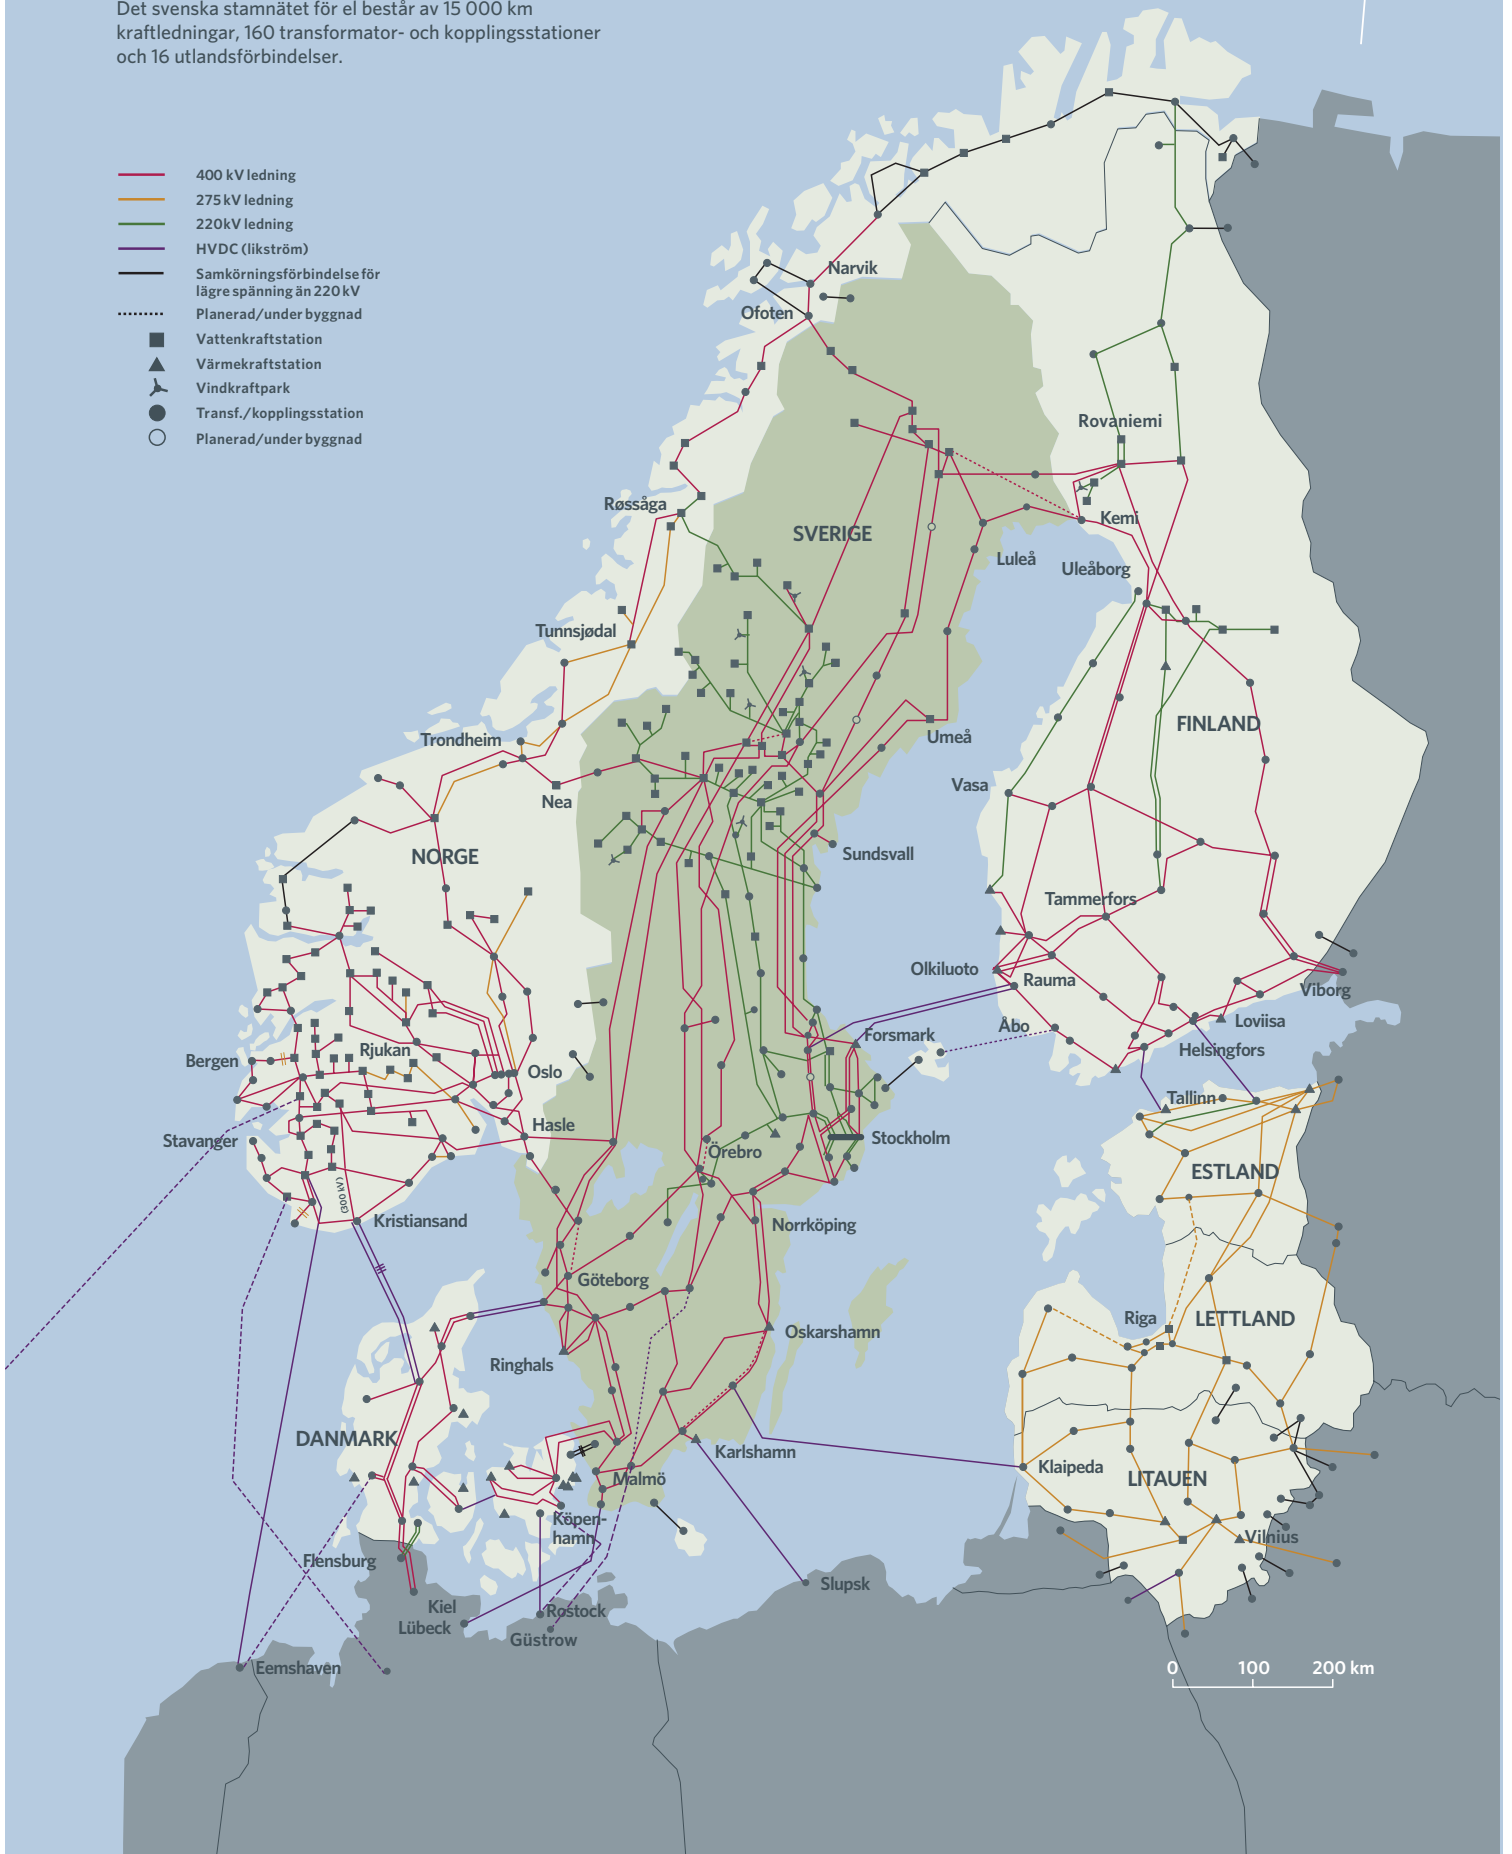 Det svenska stamnätet för el består av 15 000 km
kraftledningar, 160 transformator- och kopplingsstationer
och 16 utlandsförbindelser.
400 kV ledning
275 kV ledning
220kV ledning
HVDC (likström)
Samkörningsförbindelse för
lägre spänning än 220 kV
Planerad/under byggnad
Vattenkraftstation
Värmekraftstation
Vindkraftpark
Transf./kopplingsstation
Planerad/under byggnad
Narvik
Ofoten
Rovaniemi
Røssåga
Kemi
SVERIGE
Luleå
Uleåborg
Tunnsjødal
FINLAND
Umeå
Trondheim
Vasa
Nea
NORGE
Sundsvall
Tammerfors
Olkiluoto
Rauma
Viborg
Åbo
Loviisa
Forsmark
Helsingfors
Bergen
Rjukan
Oslo
Tallinn
Hasle
Stavanger
Stockholm
Örebro
ESTLAND
(300 kV)
Kristiansand
Norrköping
Göteborg
Riga
LETTLAND
Oskarshamn
Ringhals
DANMARK
Karlshamn
Klaipeda
LITAUEN
Malmö
Köpen-
hamn
Vilnius
Flensburg
Slupsk
Kiel
Rostock
Lübeck
Güstrow
Eemshaven
0 100 200 km